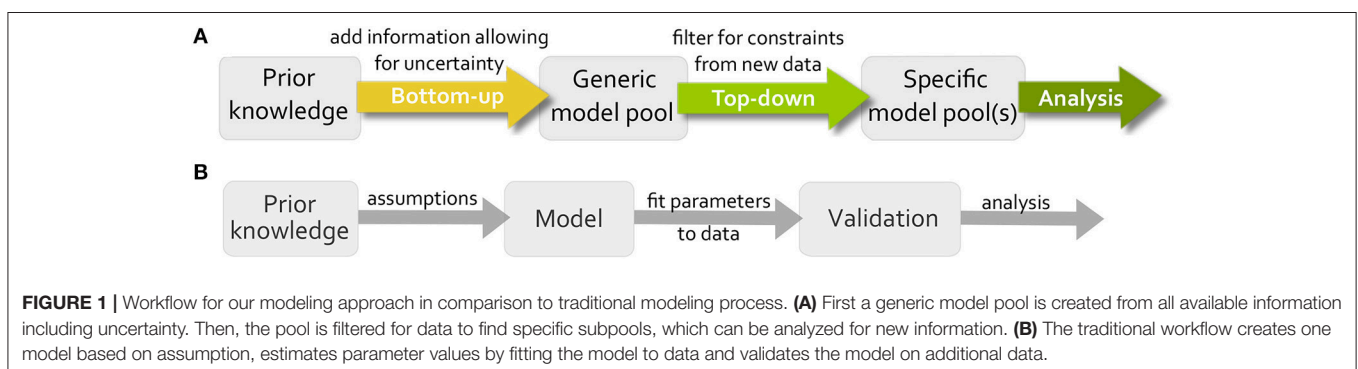 A
add information allowing
for uncertainty
filter for constraints
from new data
Prior
knowledge
Bottom-up
Generic
model pool
Top-down
Specific
model pool(s)
Analysis
B
Prior
knowledge
assumptions
Model
fit parameters
to data
Validation
analysis
FIGURE 1 | Workflow for our modeling approach in comparison to traditional modeling process. (A) First a generic model pool is created from all available information
including uncertainty. Then, the pool is filtered for data to find specific subpools, which can be analyzed for new information. (B) The traditional workflow creates one
model based on assumption, estimates parameter values by fitting the model to data and validates the model on additional data.